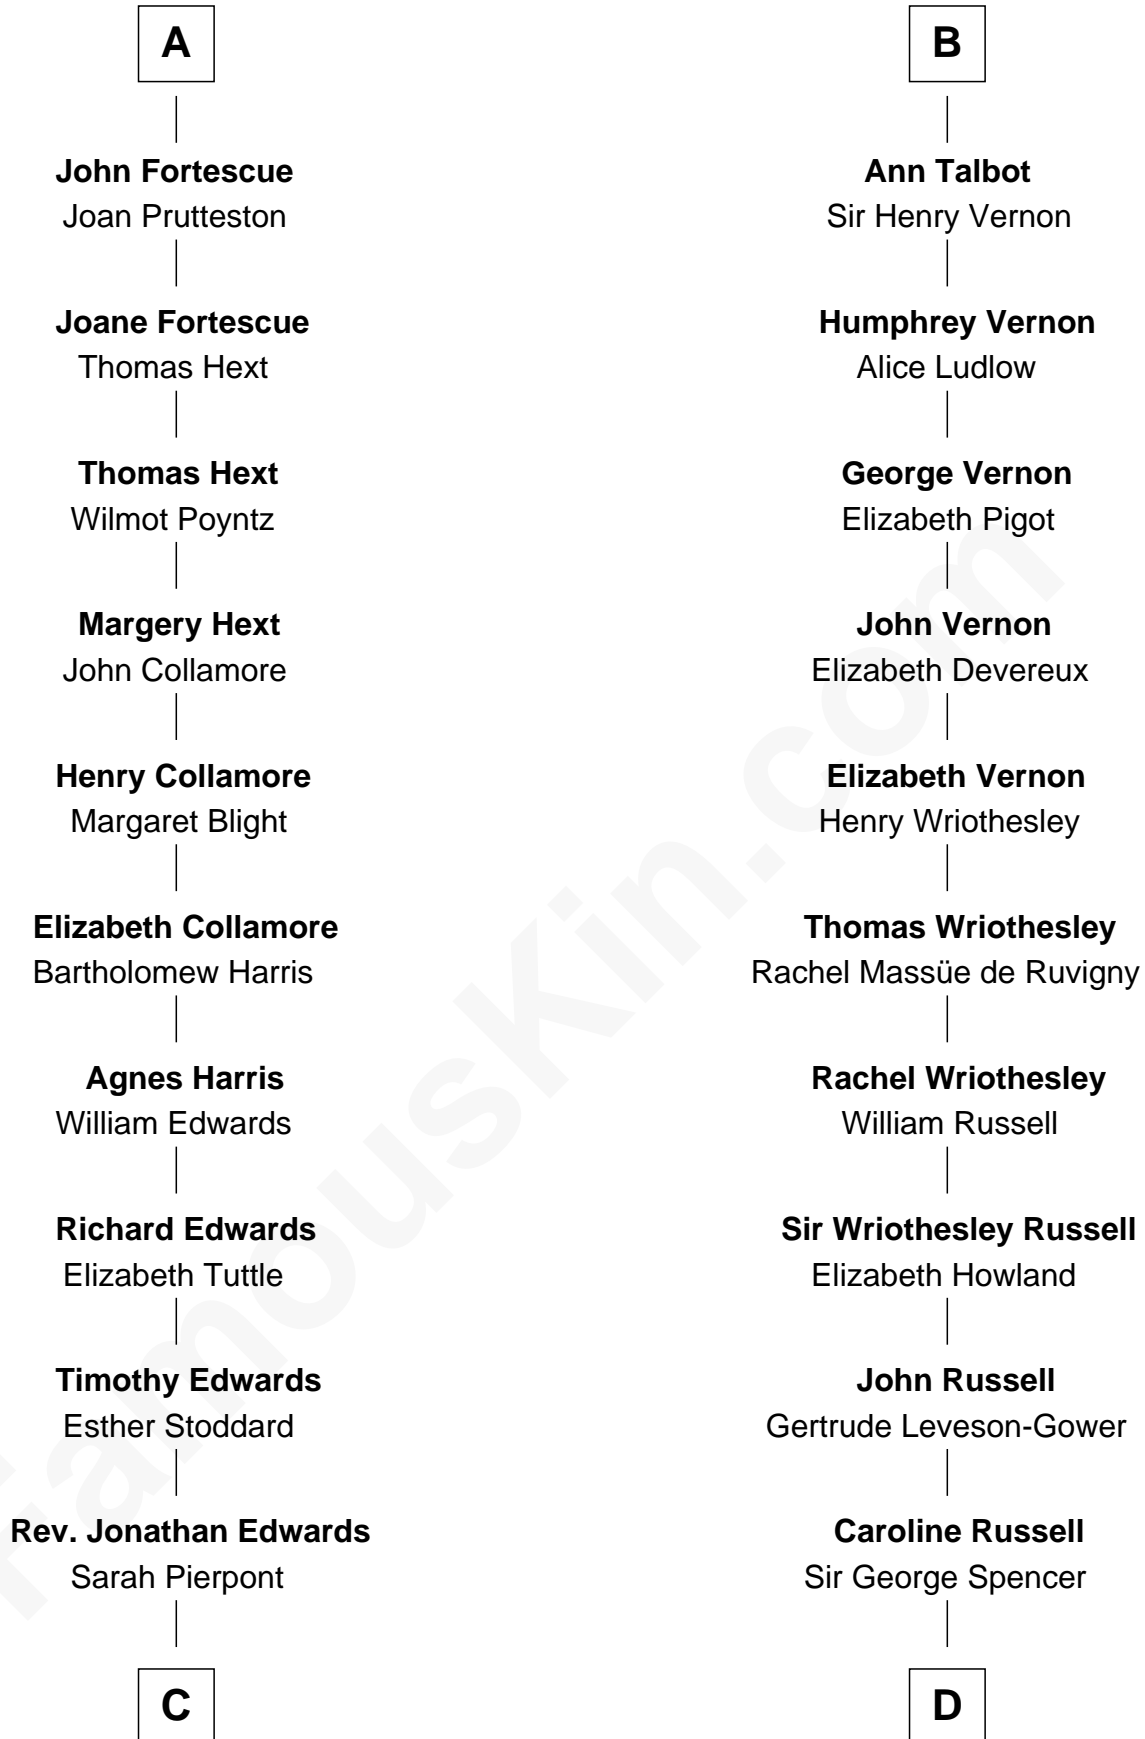 A
John Fortescue
Joan Prutteston
Joane Fortescue
Thomas Hext
Thomas Hext
Wilmot Poyntz
Margery Hext
John Collamore
Henry Collamore
Margaret Blight
Elizabeth Collamore
Bartholomew Harris
Agnes Harris
William Edwards
Richard Edwards
Elizabeth Tuttle
Timothy Edwards
Esther Stoddard
Rev. Jonathan Edwards
Sarah Pierpont
C
B
Ann Talbot
Sir Henry Vernon
Humphrey Vernon
Alice Ludlow
George Vernon
Elizabeth Pigot
John Vernon
Elizabeth Devereux
Elizabeth Vernon
Henry Wriothesley
Thomas Wriothesley
Rachel Massüe de Ruvigny
Rachel Wriothesley
William Russell
Sir Wriothesley Russell
Elizabeth Howland
John Russell
Gertrude Leveson-Gower
Caroline Russell
Sir George Spencer
D
FamousKin.com